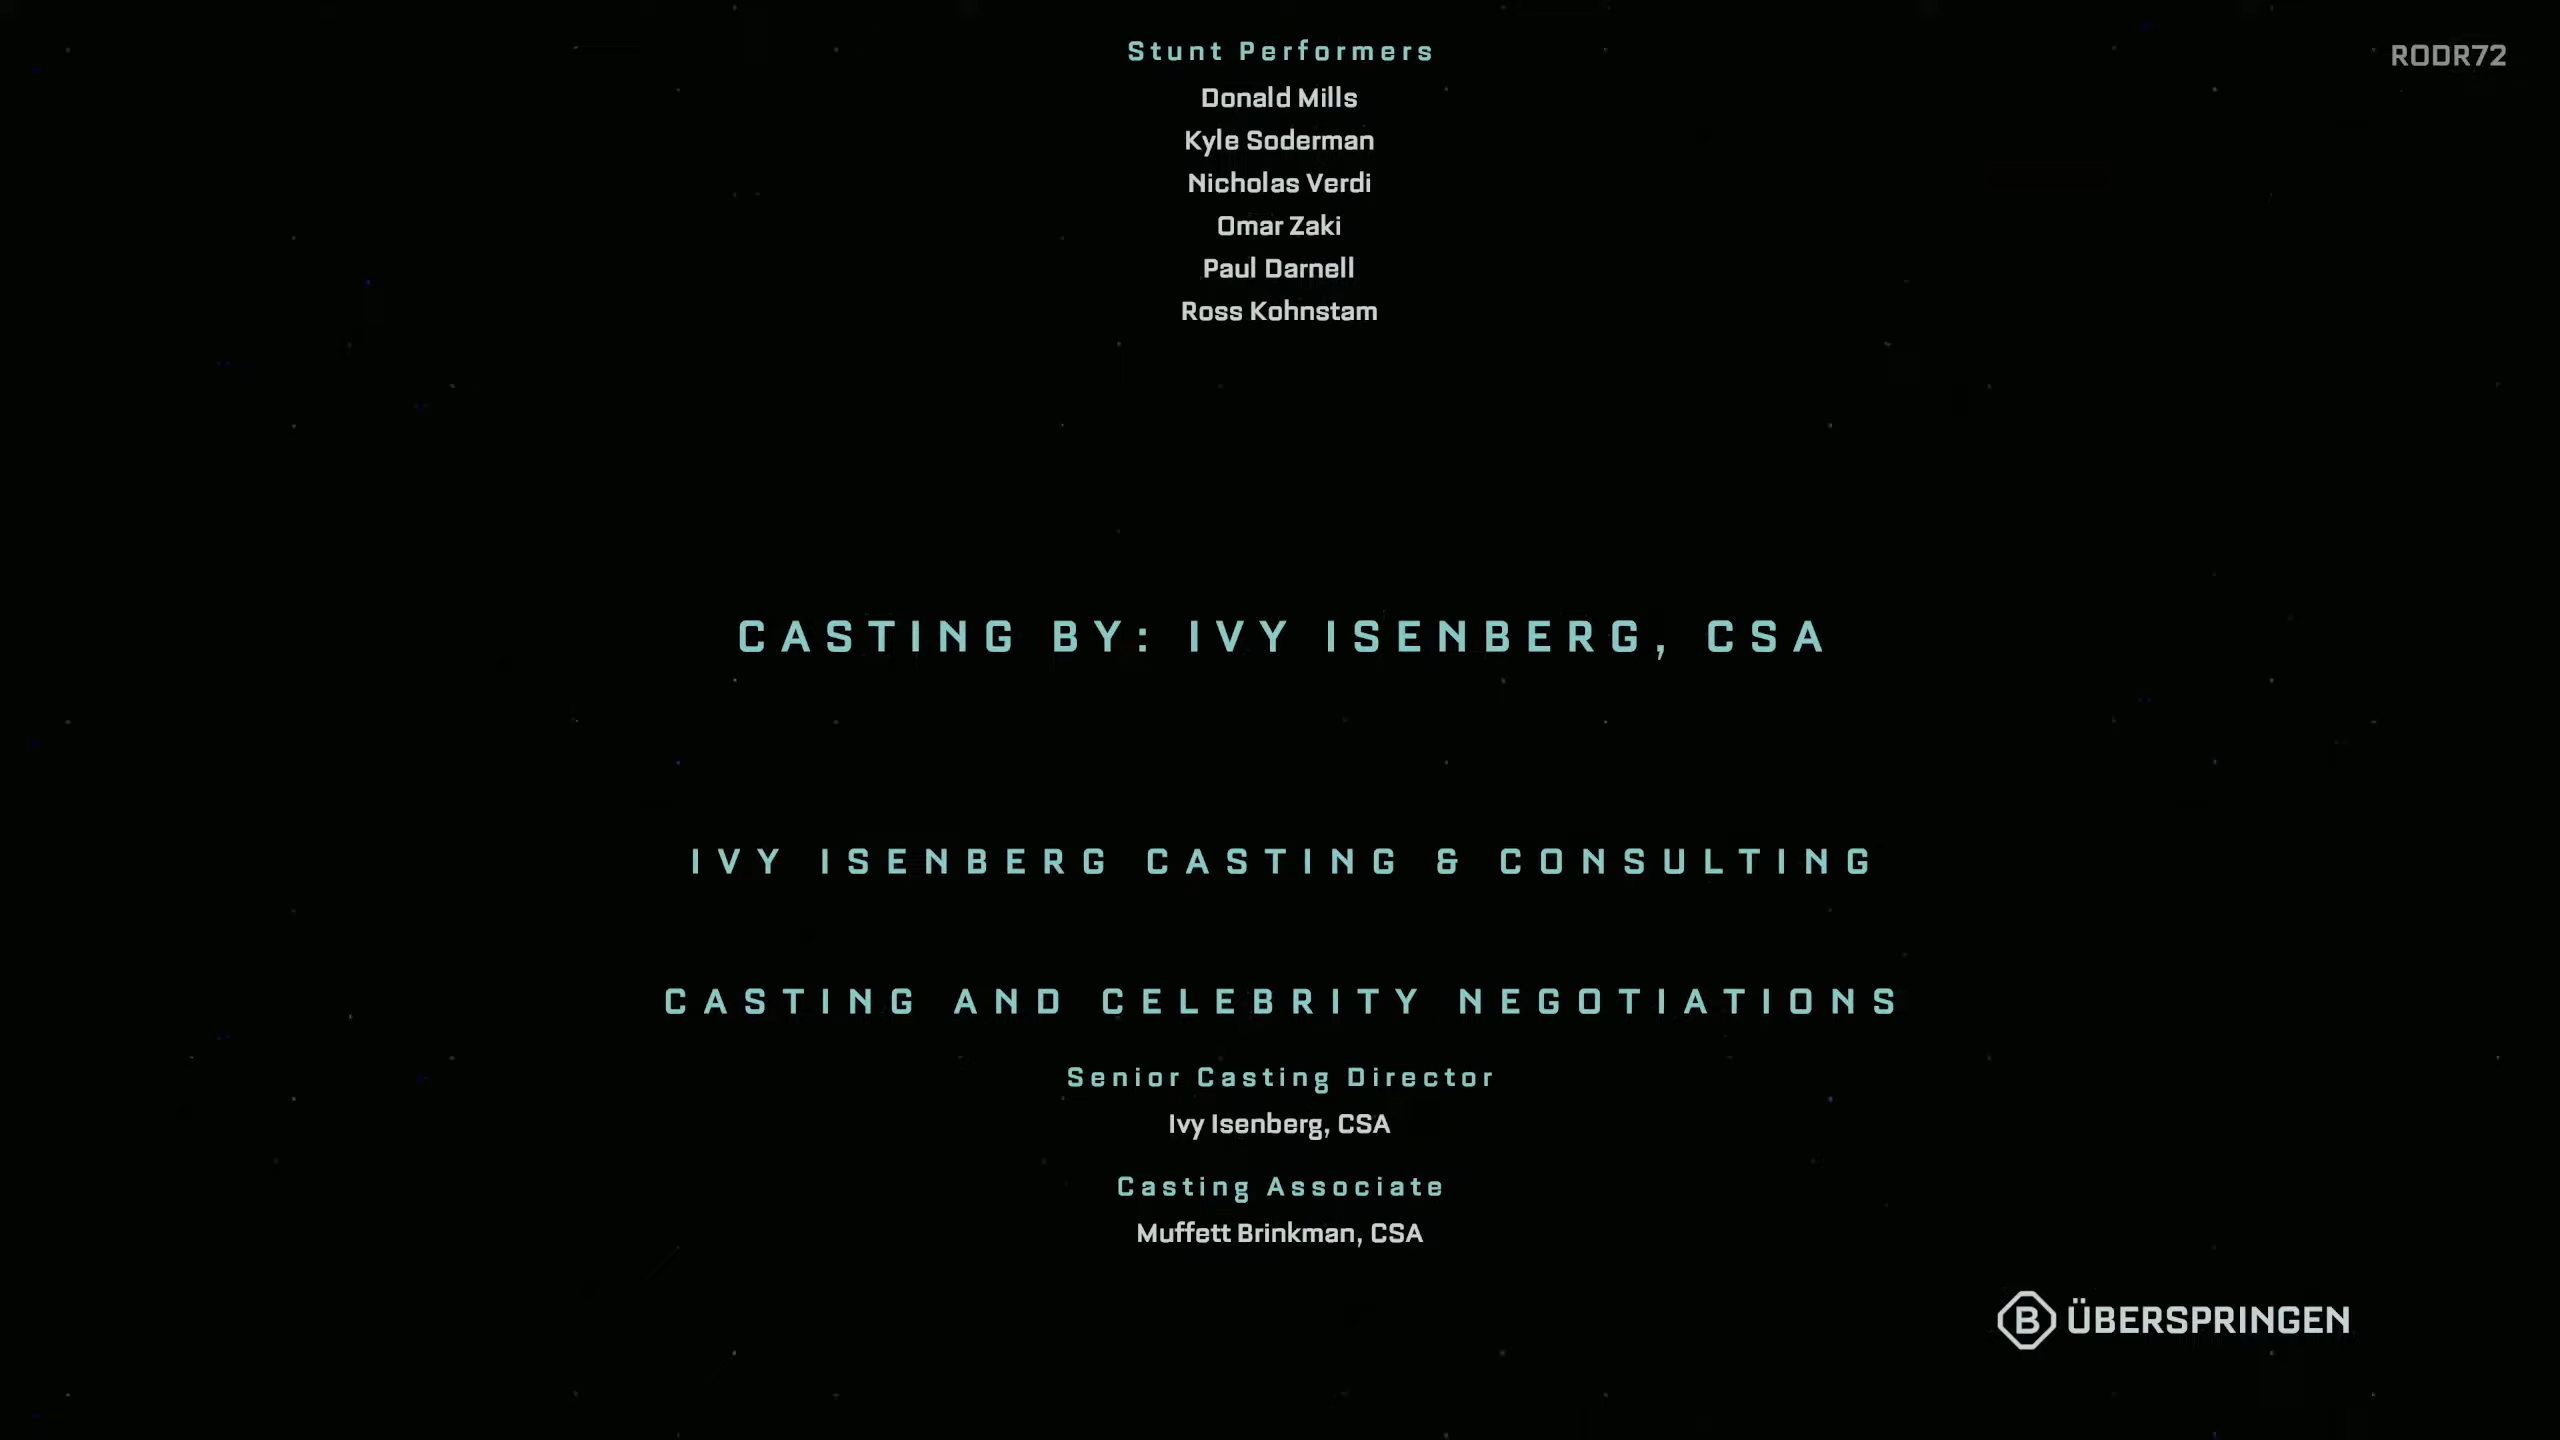 Stunt Performers
RODR72
Donald Mills
Kyle Soderman
Nicholas Verdi
Omar Zaki
Paul Darnell
Ross Kohnstam
CASTING BY: IVY ISENBERG, CSA
IVY ISENBERG CASTING & CONSULTING
CASTING AND CELEBRITY NEGOTIATIONS
Senior Casting Director
Ivy Isenberg, CSA
Casting Associate
Muffett Brinkman, CSA
B ÜBERSPRINGEN